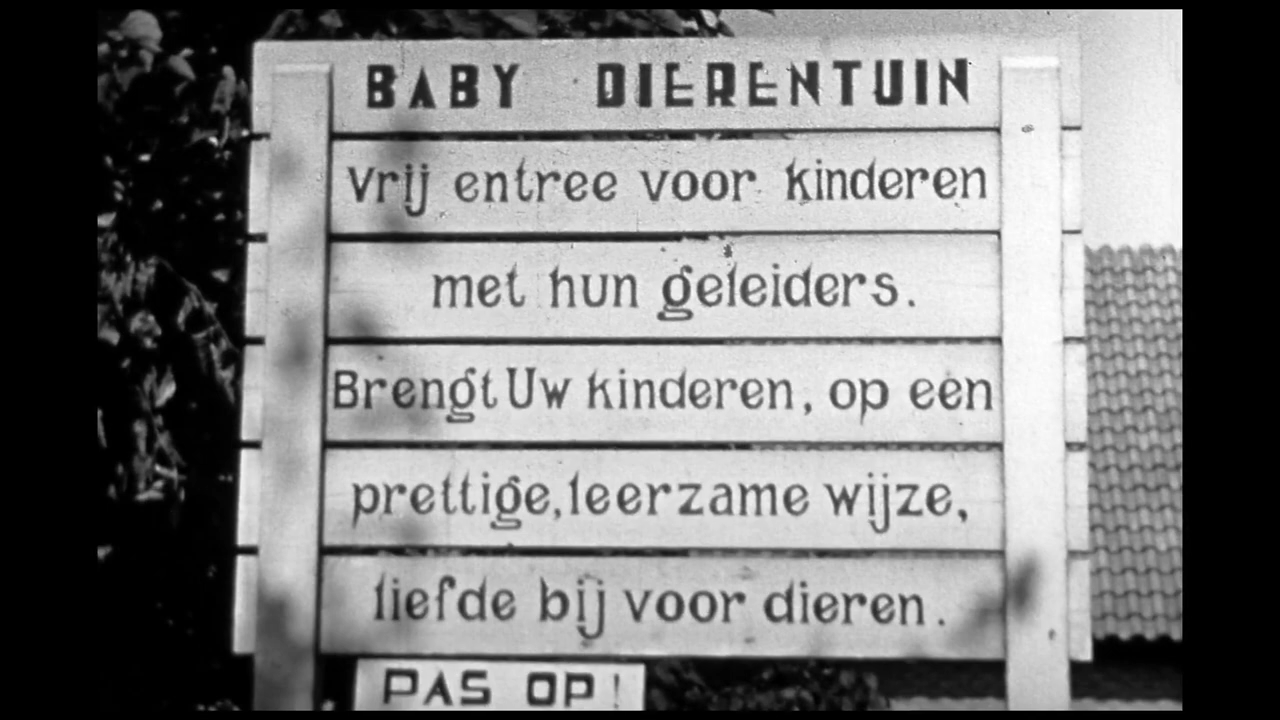 BABY DIERENTUIN
vrij entree voor kinderen
met hun geleiders.
Brengt Uw kinderen, op een
prettige, leerzame wijze,
liefde bij voor dieren.
PAS OP!